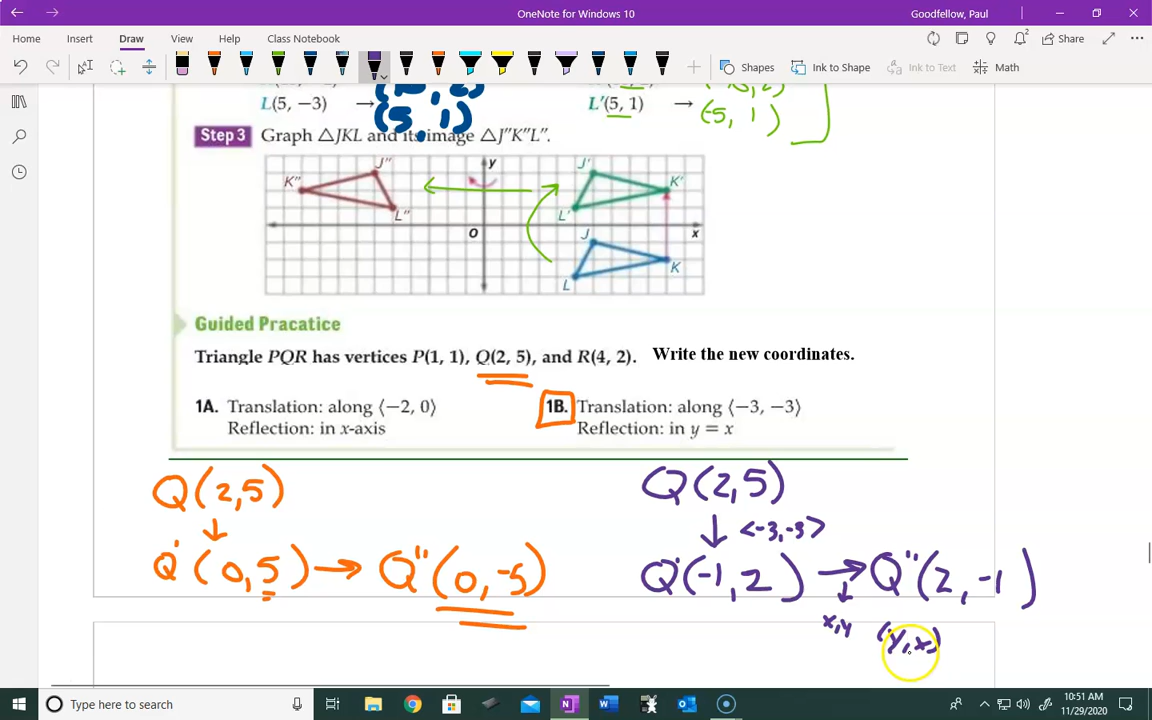 OneNote for Windows 10
Goodfellow, Paul
Home Insert Draw View Help Class Notebook
Share
Shapes Ink to Shape Ink to Text Math
L(5, −3) → (5, 1)
L'(5, 1) → (-5, 1)
Step 3 Graph △JKL and its image △J"K"L".
K" J" y J' K'
L" L'
O J x
K
L
Guided Pracatice
Triangle PQR has vertices P(1, 1), Q(2, 5), and R(4, 2). Write the new coordinates.
1A. Translation: along ⟨−2, 0⟩ 1B. Translation: along ⟨−3, −3⟩
Reflection: in x-axis Reflection: in y = x
Q(2,5) Q(2,5)
↓ ↓ <-3,-3>
Q'(0,5) → Q"(0,-5) Q'(-1,2) → Q"(2,-1)
↓
x,y (y,x)
Type here to search
10:51 AM
11/29/2020